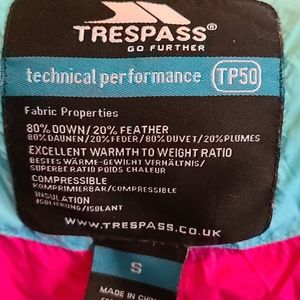 TRESPASS®
GO FURTHER
technical performance TP50
Fabric Properties
80% DOWN/20% FEATHER
80% DAUNEN/20% FEDER/80% DUVET/20% PLUMES
EXCELLENT WARMTH TO WEIGHT RATIO
BESTES WÄRME-GEWICHT VERHÄLTNIS/
SUPERBE RATIO POIDS CHALEUR
COMPRESSIBLE
KOMPRIMIERBAR/COMPRESSIBLE
INSULATION
ISOLIERUNG/ISOLANT
WWW.TRESPASS.CO.UK
S
MADE IN CHINA